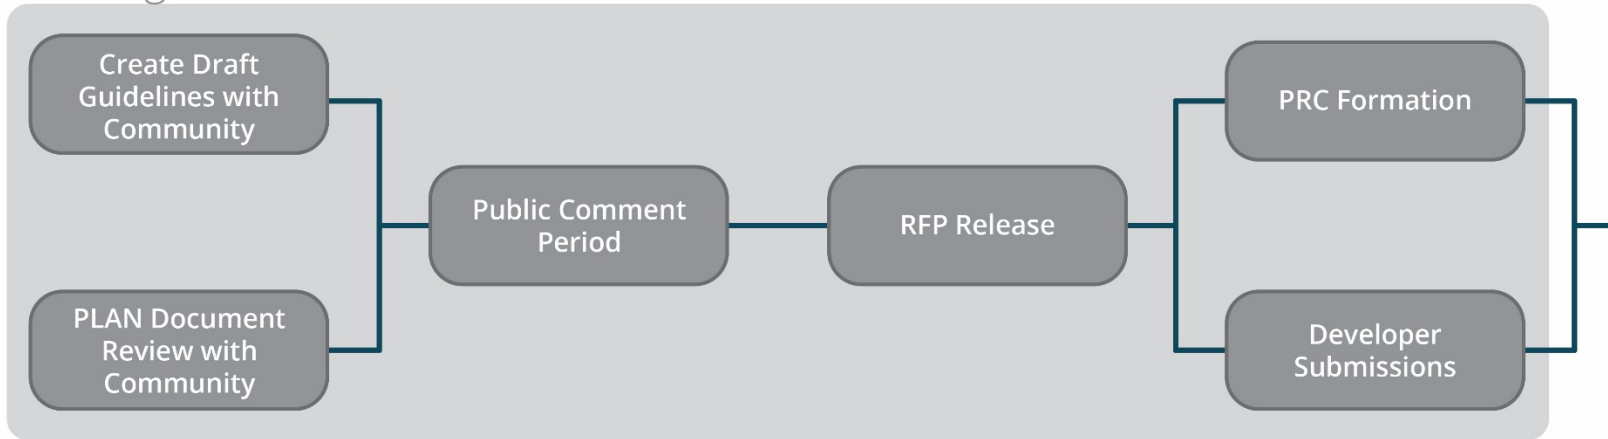 Create Draft
Guidelines with
Community
PLAN Document
Review with
Community
Public Comment
Period
RFP Release
PRC Formation
Developer
Submissions